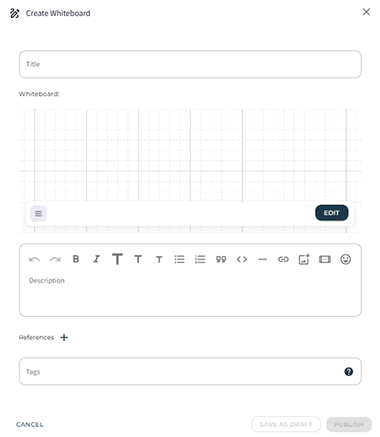 Create Whiteboard
Title
Whiteboard:
EDIT
B I T T T
Description
References +
Tags
CANCEL SAVE AS DRAFT PUBLISH